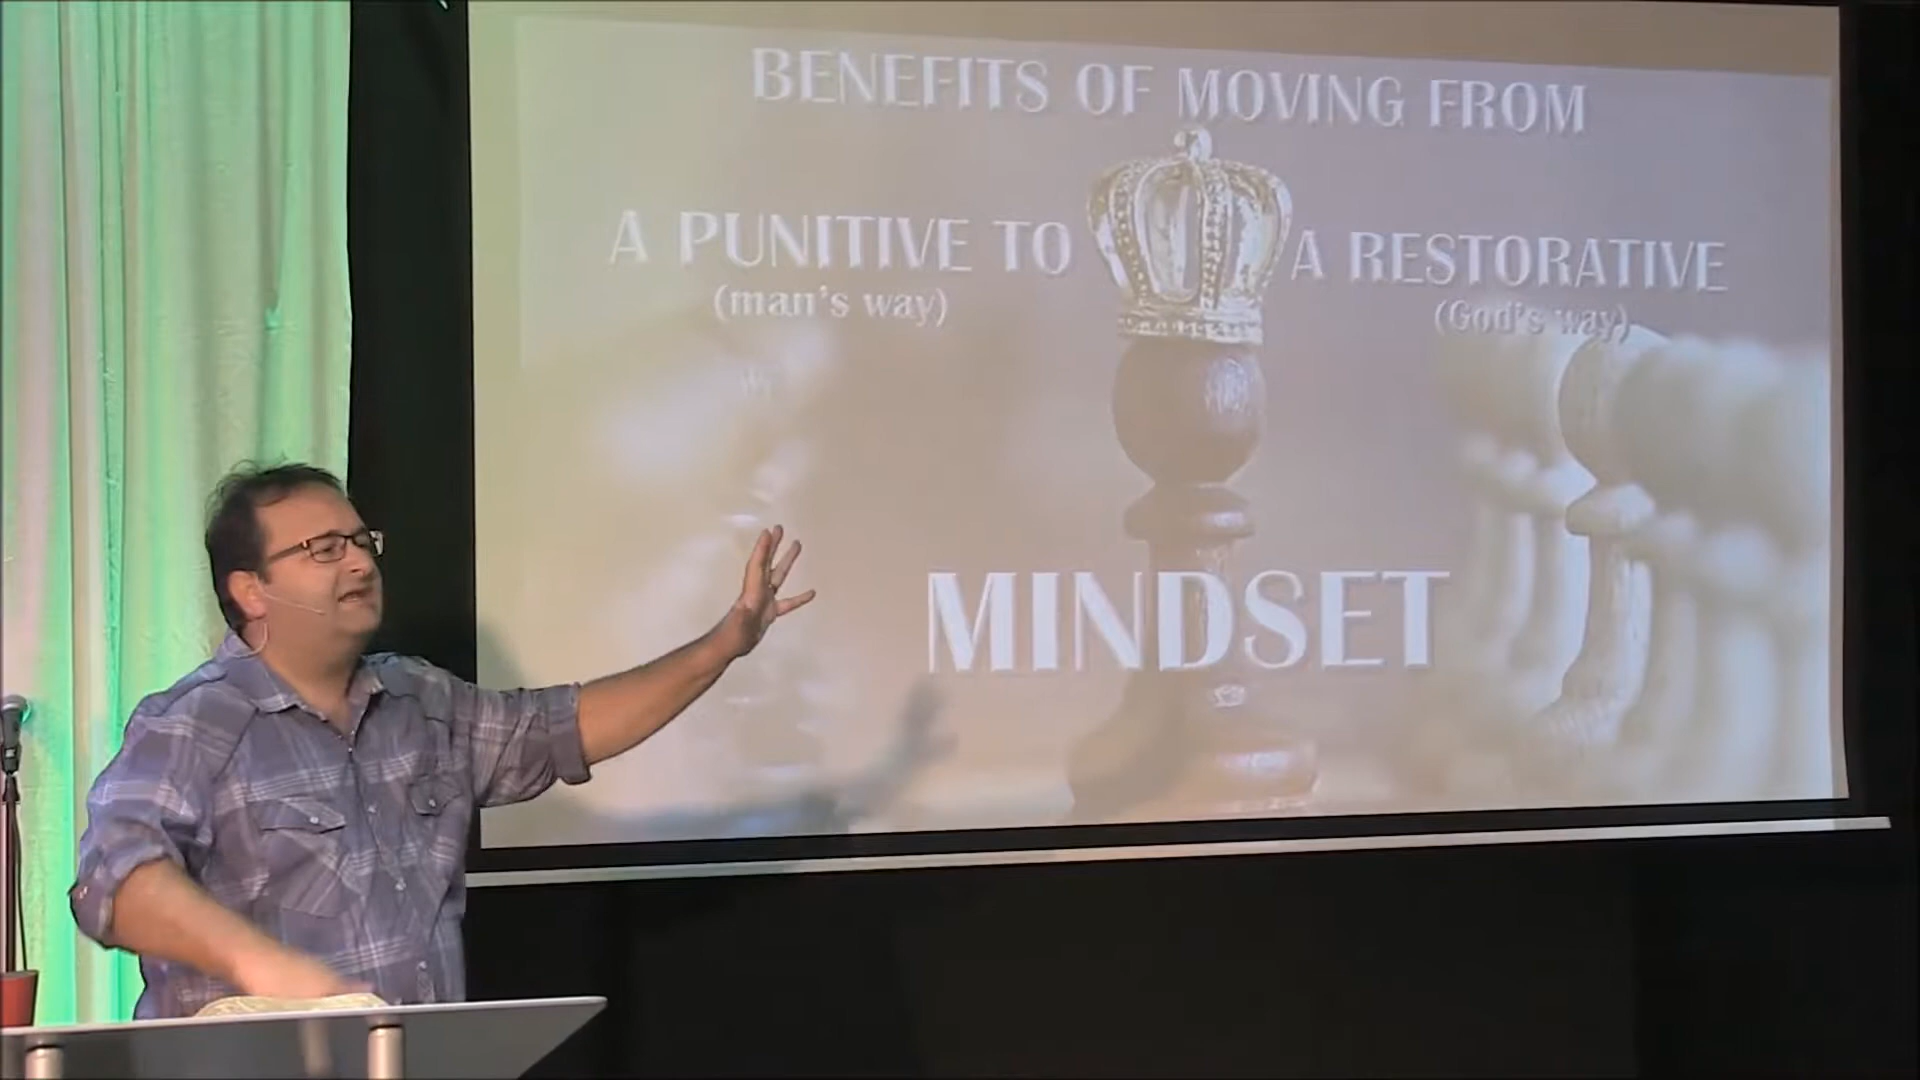 BENEFITS OF MOVING FROM
A PUNITIVE TO A RESTORATIVE
(man's way) (God's way)
MINDSET